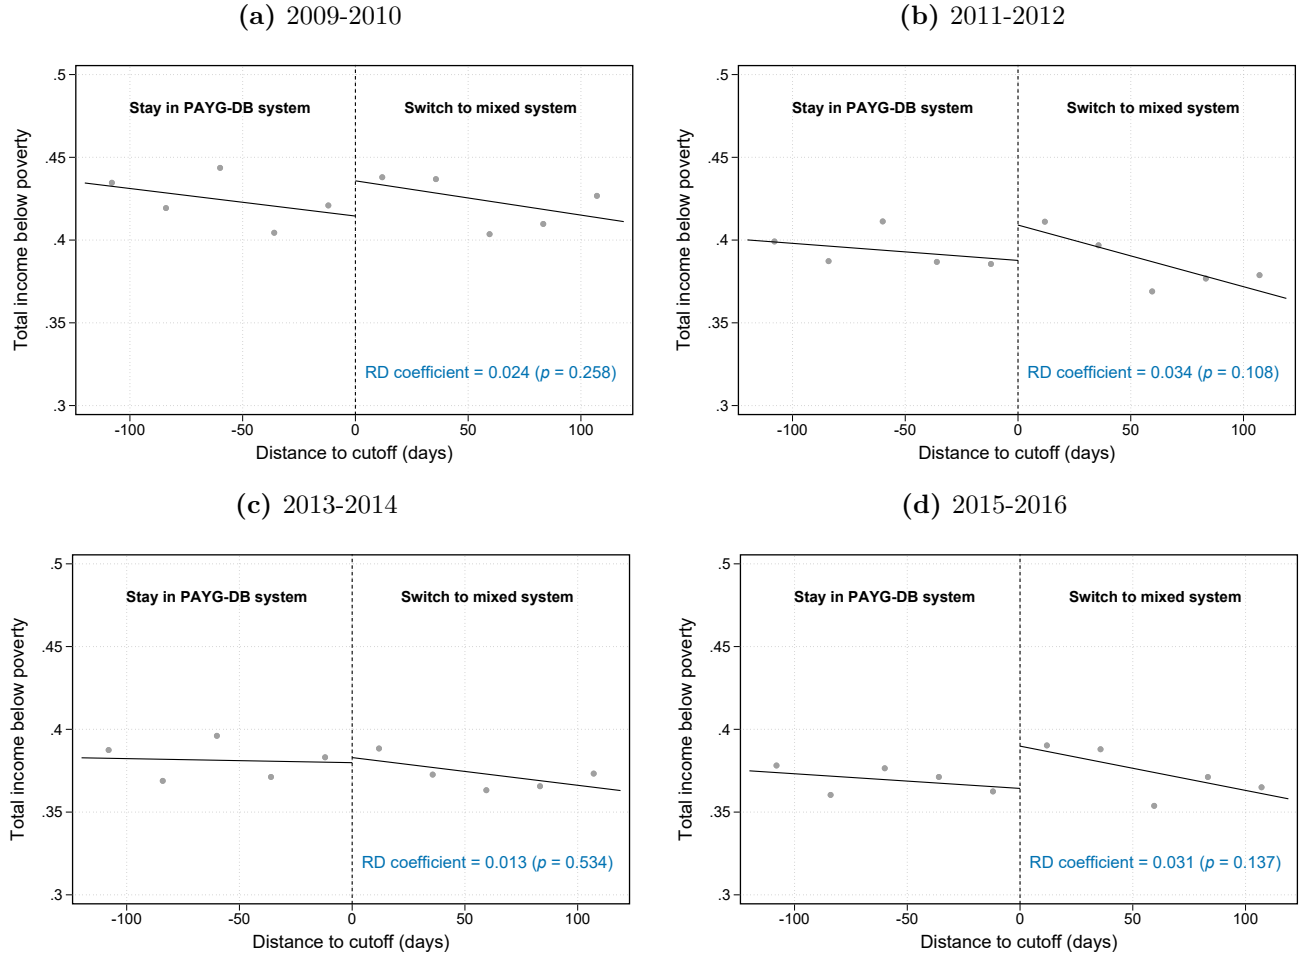 (a) 2009-2010
Total income below poverty
.5
.45
.4
.35
.3
Stay in PAYG-DB system
Switch to mixed system
RD coefficient = 0.024 (p = 0.258)
-100 -50 0 50 100
Distance to cutoff (days)
(b) 2011-2012
Total income below poverty
.5
.45
.4
.35
.3
Stay in PAYG-DB system
Switch to mixed system
RD coefficient = 0.034 (p = 0.108)
-100 -50 0 50 100
Distance to cutoff (days)
(c) 2013-2014
Total income below poverty
.5
.45
.4
.35
.3
Stay in PAYG-DB system
Switch to mixed system
RD coefficient = 0.013 (p = 0.534)
-100 -50 0 50 100
Distance to cutoff (days)
(d) 2015-2016
Total income below poverty
.5
.45
.4
.35
.3
Stay in PAYG-DB system
Switch to mixed system
RD coefficient = 0.031 (p = 0.137)
-100 -50 0 50 100
Distance to cutoff (days)